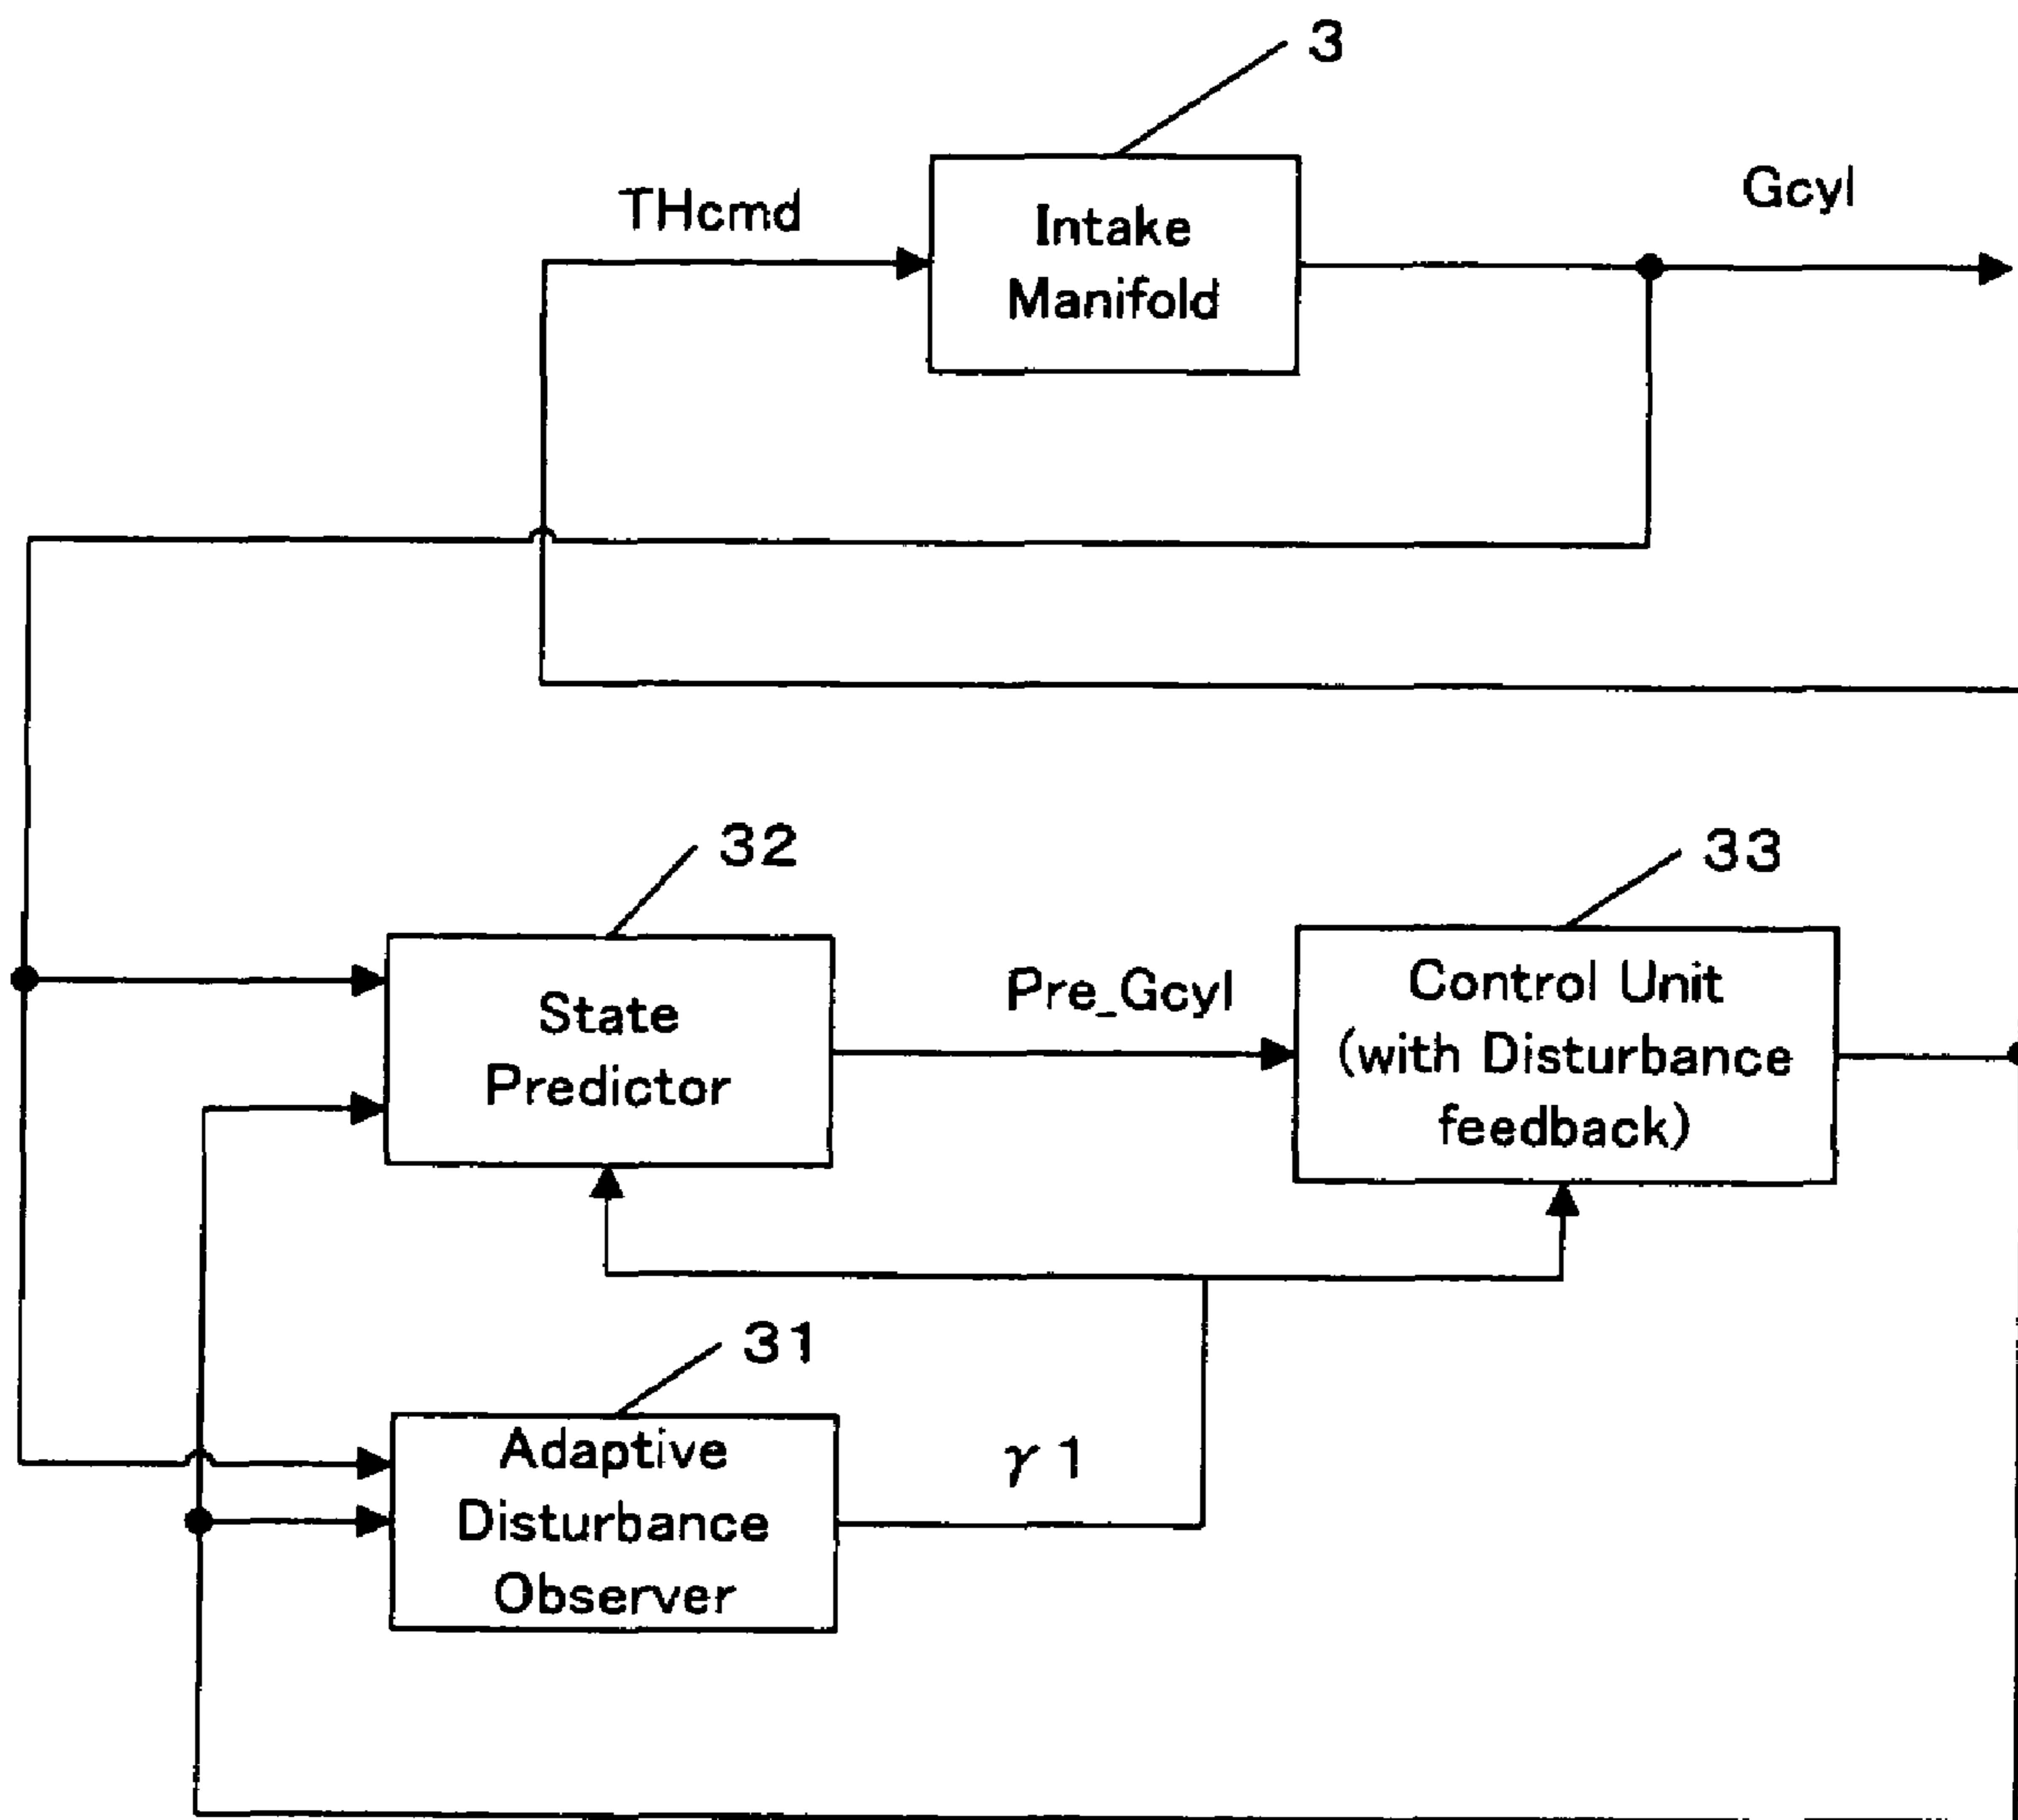 3
THcmd
Intake
Manifold
Gcyl
32
33
State
Predictor
Pre_Gcyl
Control Unit
(with Disturbance
feedback)
31
Adaptive
Disturbance
Observer
γ1